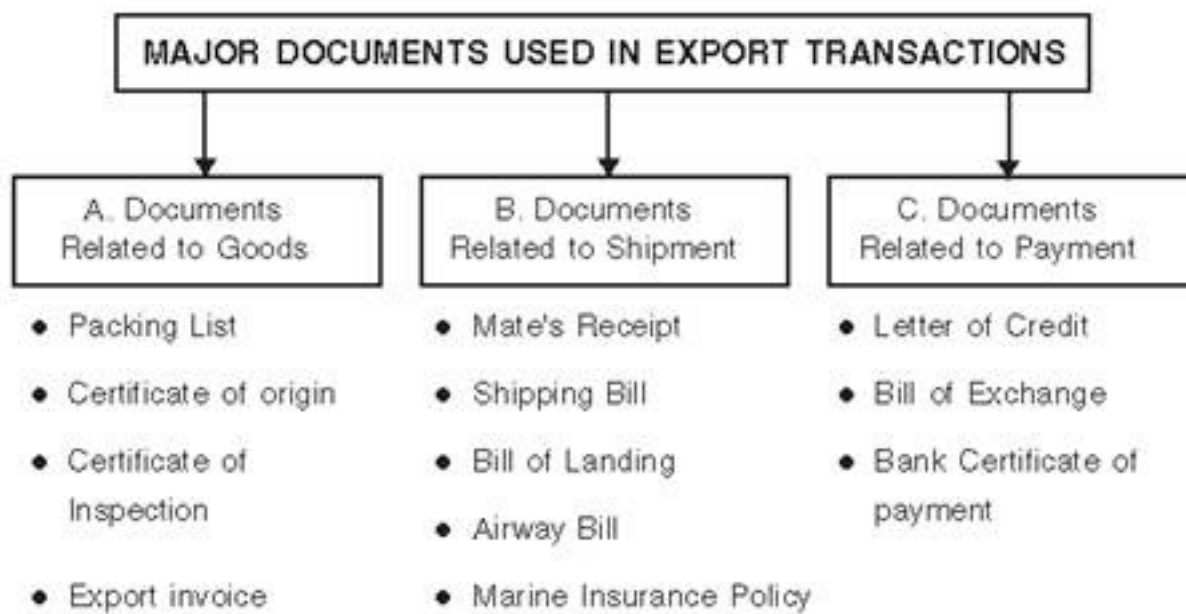 MAJOR DOCUMENTS USED IN EXPORT TRANSACTIONS
A. Documents
Related to Goods
● Packing List
● Certificate of origin
● Certificate of
Inspection
● Export invoice
B. Documents
Related to Shipment
● Mate's Receipt
● Shipping Bill
● Bill of Landing
● Airway Bill
● Marine Insurance Policy
C. Documents
Related to Payment
● Letter of Credit
● Bill of Exchange
● Bank Certificate of
payment